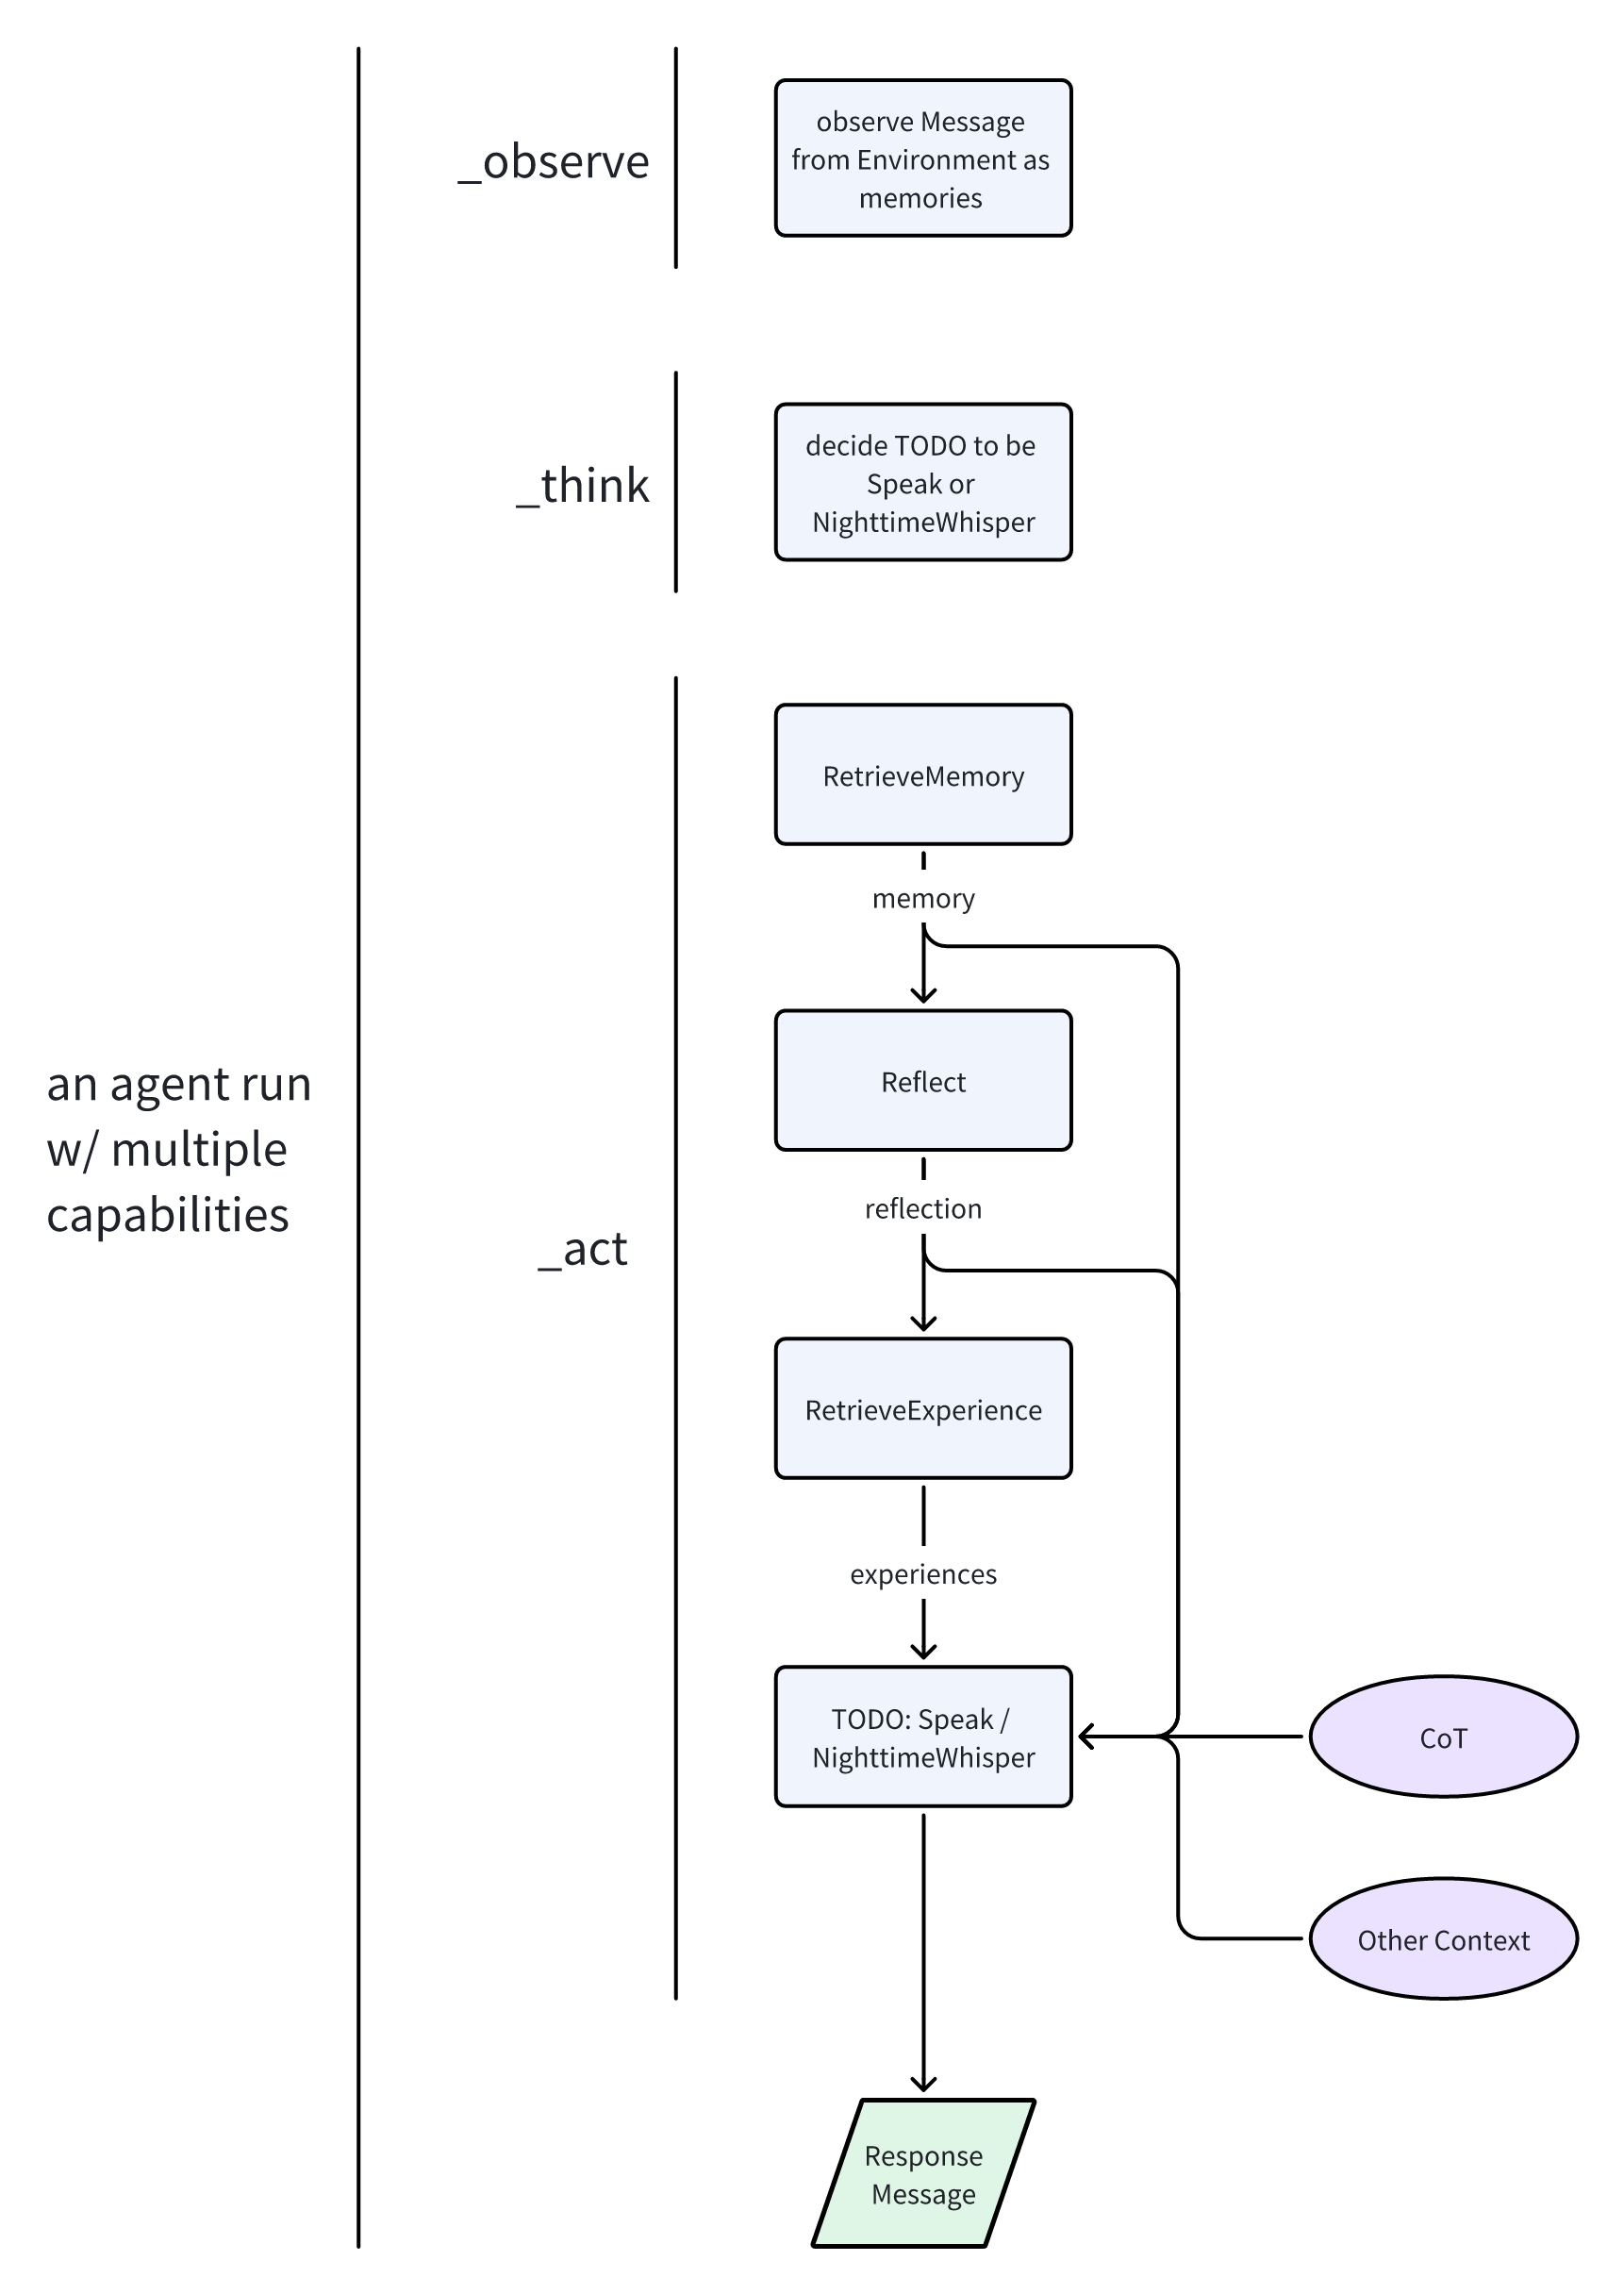 _observe
observe Message
from Environment as
memories
_think
decide TODO to be
Speak or
NighttimeWhisper
an agent run
w/ multiple
capabilities
_act
RetrieveMemory
memory
Reflect
reflection
RetrieveExperience
experiences
TODO: Speak /
NighttimeWhisper
CoT
Other Context
Response
Message